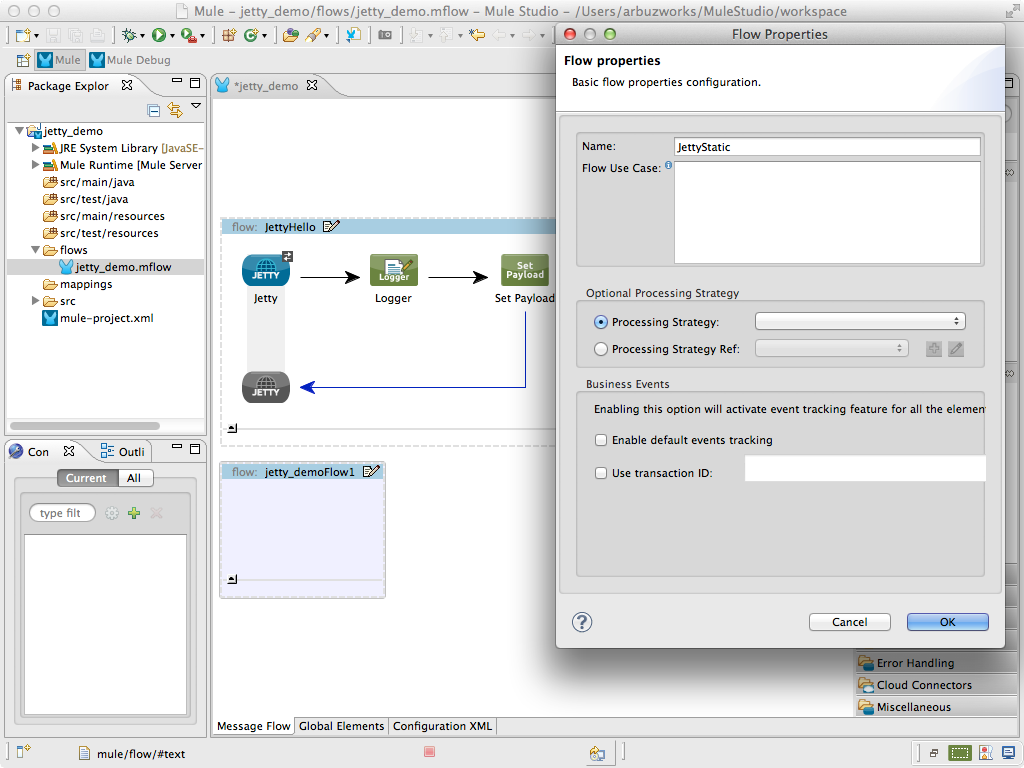 Mule – jetty_demo/flows/jetty_demo.mflow – Mule Studio – /Users/arbuzworks/MuleStudio/workspace
Mule
Mule Debug
Package Explor
jetty_demo
JRE System Library [JavaSE-
Mule Runtime [Mule Server
src/main/java
src/test/java
src/main/resources
src/test/resources
flows
jetty_demo.mflow
mappings
src
mule-project.xml
Con
Outli
Current
All
type filt
*jetty_demo
flow: JettyHello
JETTY
Logger
Set
Payload
Jetty
Logger
Set Payload
JETTY
flow: jetty_demoFlow1
Message Flow
Global Elements
Configuration XML
Flow Properties
Flow properties
Basic flow properties configuration.
Name:
JettyStatic
Flow Use Case:
Optional Processing Strategy
Processing Strategy:
Processing Strategy Ref:
Business Events
Enabling this option will activate event tracking feature for all the elemen
Enable default events tracking
Use transaction ID:
?
Cancel
OK
Error Handling
Cloud Connectors
Miscellaneous
mule/flow/#text